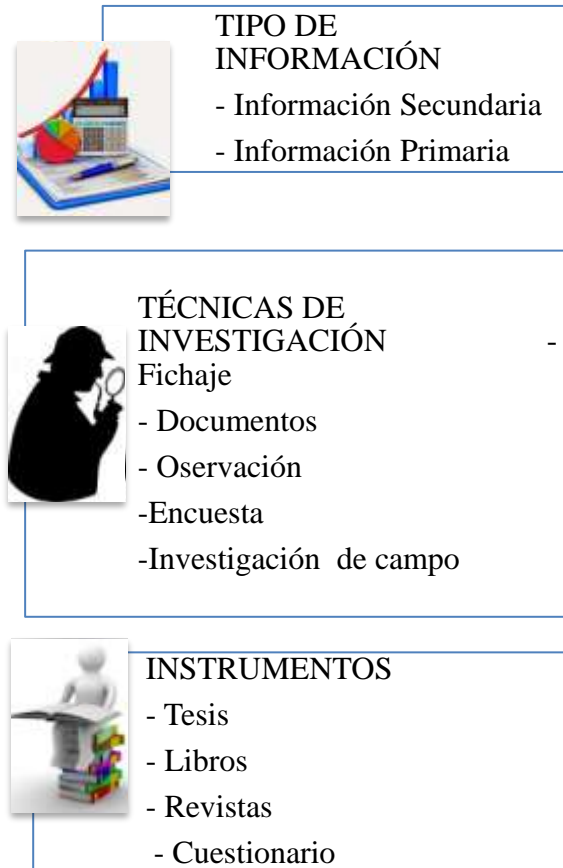 TIPO DE
INFORMACIÓN
- Información Secundaria
- Información Primaria
TÉCNICAS DE
INVESTIGACIÓN -
Fichaje
- Documentos
- Oservación
-Encuesta
-Investigación de campo
INSTRUMENTOS
- Tesis
- Libros
- Revistas
- Cuestionario